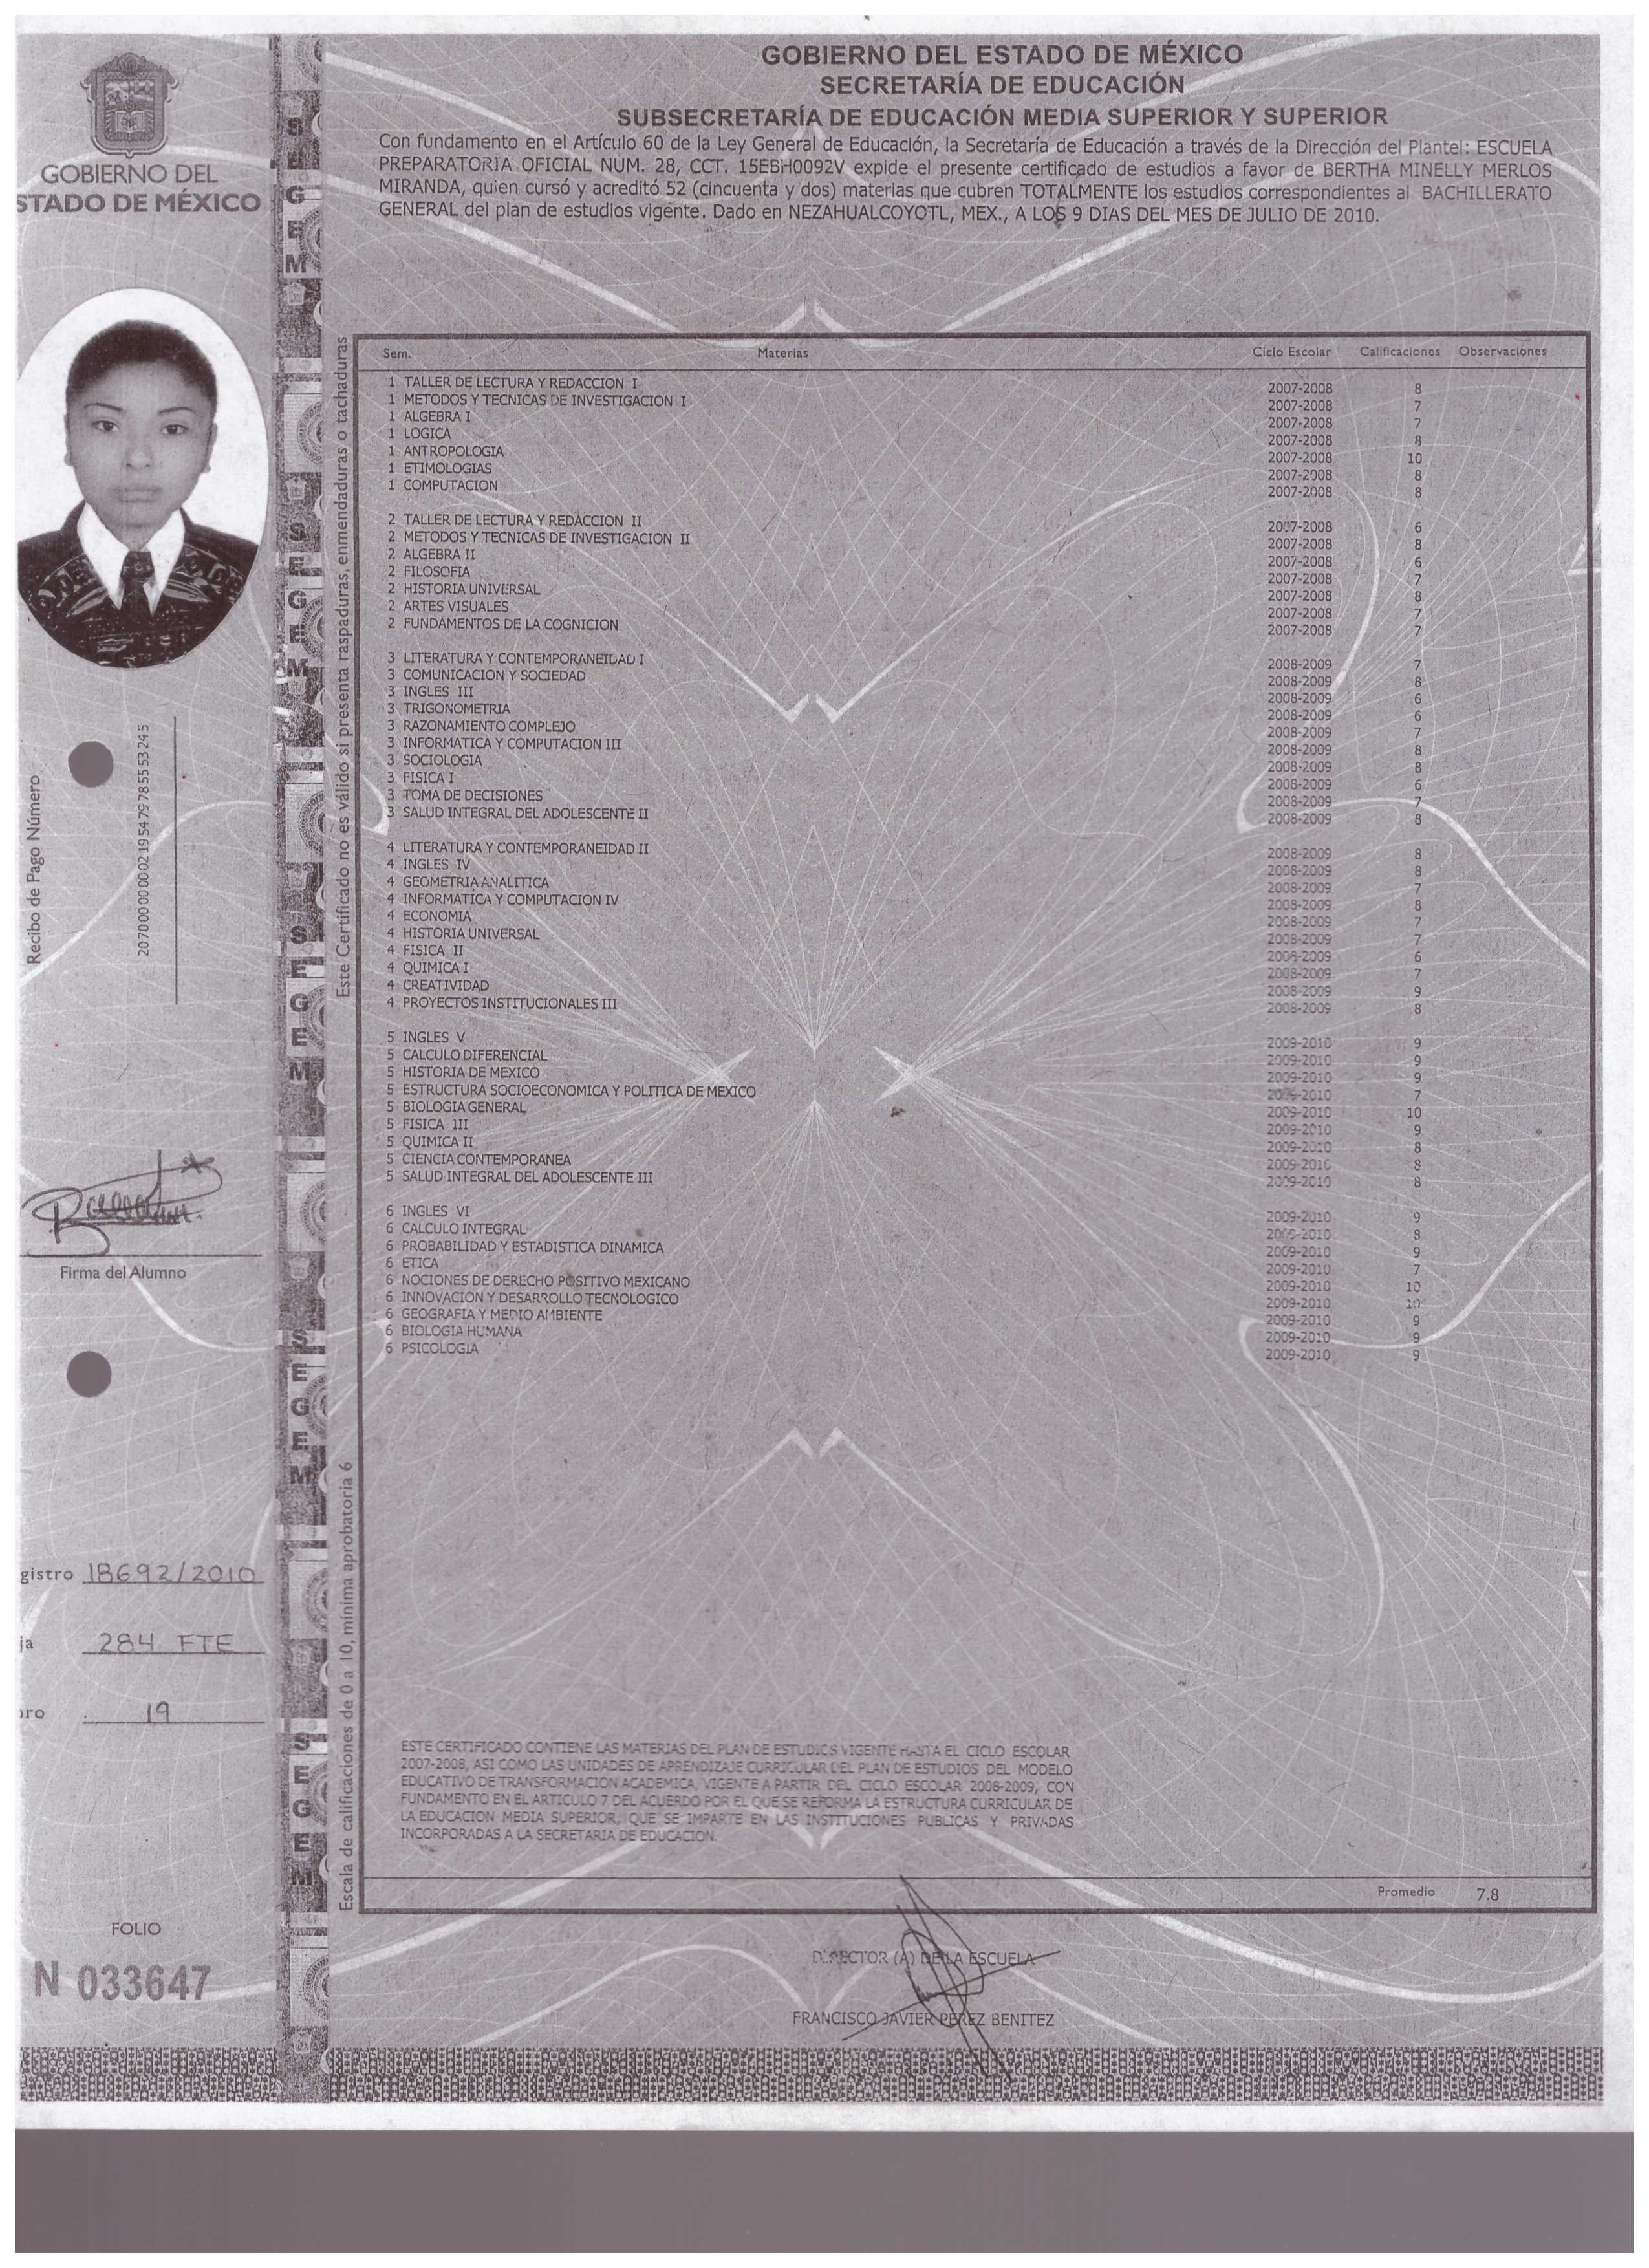 GOBIERNO DEL ESTADO DE MÉXICO
SECRETARÍA DE EDUCACIÓN
SUBSECRETARÍA DE EDUCACIÓN MEDIA SUPERIOR Y SUPERIOR
Con fundamento en el Artículo 60 de la Ley General de Educación, la Secretaría de Educación a través de la Dirección del Plantel: ESCUELA
PREPARATORIA OFICIAL NUM. 28, CCT. 15EBH0092V expide el presente certificado de estudios a favor de BERTHA MINELLY MERLOS
MIRANDA, quien cursó y acreditó 52 (cincuenta y dos) materias que cubren TOTALMENTE los estudios correspondientes al BACHILLERATO
GENERAL del plan de estudios vigente. Dado en NEZAHUALCOYOTL, MEX., A LOS 9 DIAS DEL MES DE JULIO DE 2010.
GOBIERNO DEL
STADO DE MÉXICO
Recibo de Pago Número
Firma del Alumno
gistro 18692/2010
ja 284 FTE
oro 19
FOLIO
N 033647
SEGEM
SEGEM
SEGEM
SEGEM
SEGEM
Este Certificado no es válido si presenta raspaduras, enmendaduras o tachaduras
Escala de calificaciones de 0 a 10, mínima aprobatoria 6
Sem. Materias Ciclo Escolar Calificaciones Observaciones
1 TALLER DE LECTURA Y REDACCION I 2007-2008 8
1 METODOS Y TECNICAS DE INVESTIGACION I 2007-2008 7
1 ALGEBRA I 2007-2008 7
1 LOGICA 2007-2008 8
1 ANTROPOLOGIA 2007-2008 10
1 ETIMOLOGIAS 2007-2008 8
1 COMPUTACION 2007-2008 8
2 TALLER DE LECTURA Y REDACCION II 2007-2008 6
2 METODOS Y TECNICAS DE INVESTIGACION II 2007-2008 8
2 ALGEBRA II 2007-2008 6
2 FILOSOFIA 2007-2008 7
2 HISTORIA UNIVERSAL 2007-2008 8
2 ARTES VISUALES 2007-2008 7
2 FUNDAMENTOS DE LA COGNICION 2007-2008 7
3 LITERATURA Y CONTEMPORANEIDAD I 2008-2009 7
3 COMUNICACION Y SOCIEDAD 2008-2009 8
3 INGLES III 2008-2009 6
3 TRIGONOMETRIA 2008-2009 6
3 RAZONAMIENTO COMPLEJO 2008-2009 7
3 INFORMATICA Y COMPUTACION III 2008-2009 8
3 SOCIOLOGIA 2008-2009 8
3 FISICA I 2008-2009 6
3 TOMA DE DECISIONES 2008-2009 7
3 SALUD INTEGRAL DEL ADOLESCENTE II 2008-2009 8
4 LITERATURA Y CONTEMPORANEIDAD II 2008-2009 8
4 INGLES IV 2008-2009 8
4 GEOMETRIA ANALITICA 2008-2009 7
4 INFORMATICA Y COMPUTACION IV 2008-2009 8
4 ECONOMIA 2008-2009 7
4 HISTORIA UNIVERSAL 2008-2009 7
4 FISICA II 2008-2009 6
4 QUIMICA I 2008-2009 7
4 CREATIVIDAD 2008-2009 9
4 PROYECTOS INSTITUCIONALES III 2008-2009 8
5 INGLES V 2009-2010 9
5 CALCULO DIFERENCIAL 2009-2010 9
5 HISTORIA DE MEXICO 2009-2010 9
5 ESTRUCTURA SOCIOECONOMICA Y POLITICA DE MEXICO 2009-2010 7
5 BIOLOGIA GENERAL 2009-2010 10
5 FISICA III 2009-2010 9
5 QUIMICA II 2009-2010 8
5 CIENCIA CONTEMPORANEA 2009-2010 8
5 SALUD INTEGRAL DEL ADOLESCENTE III 2009-2010 8
6 INGLES VI 2009-2010 9
6 CALCULO INTEGRAL 2009-2010 8
6 PROBABILIDAD Y ESTADISTICA DINAMICA 2009-2010 9
6 ETICA 2009-2010 7
6 NOCIONES DE DERECHO POSITIVO MEXICANO 2009-2010 10
6 INNOVACION Y DESARROLLO TECNOLOGICO 2009-2010 10
6 GEOGRAFIA Y MEDIO AMBIENTE 2009-2010 9
6 BIOLOGIA HUMANA 2009-2010 9
6 PSICOLOGIA 2009-2010 9
ESTE CERTIFICADO CONTIENE LAS MATERIAS DEL PLAN DE ESTUDIOS VIGENTE HASTA EL CICLO ESCOLAR
2007-2008, ASI COMO LAS UNIDADES DE APRENDIZAJE CURRICULAR DEL PLAN DE ESTUDIOS DEL MODELO
EDUCATIVO DE TRANSFORMACION ACADEMICA, VIGENTE A PARTIR DEL CICLO ESCOLAR 2008-2009, CON
FUNDAMENTO EN EL ARTICULO 7 DEL ACUERDO POR EL QUE SE REFORMA LA ESTRUCTURA CURRICULAR DE
LA EDUCACION MEDIA SUPERIOR, QUE SE IMPARTE EN LAS INSTITUCIONES PUBLICAS Y PRIVADAS
INCORPORADAS A LA SECRETARIA DE EDUCACION.
Promedio 7.8
DIRECTOR (A) DE LA ESCUELA
FRANCISCO JAVIER PEREZ BENITEZ